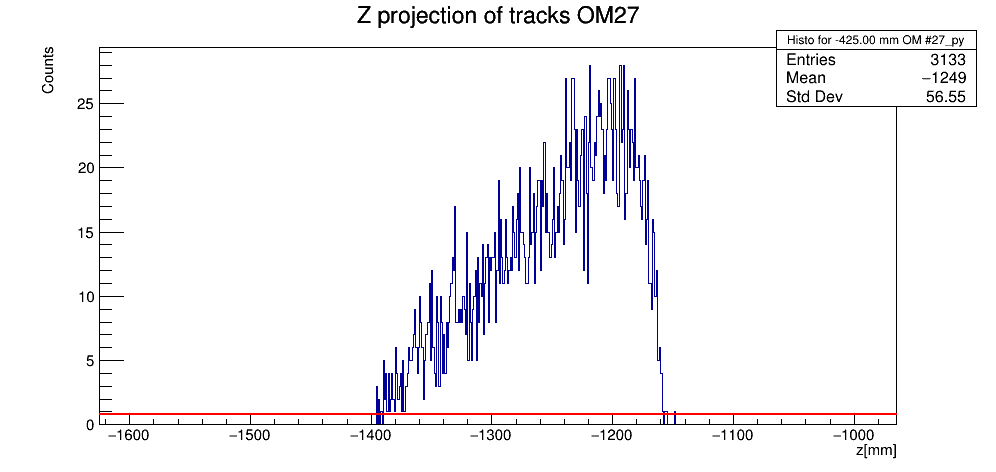 Z projection of tracks OM27
Histo for -425.00 mm OM #27_py
Entries 3133
Mean −1249
Std Dev 56.55
Counts
25
20
15
10
5
0
−1600 −1500 −1400 −1300 −1200 −1100 −1000
z[mm]